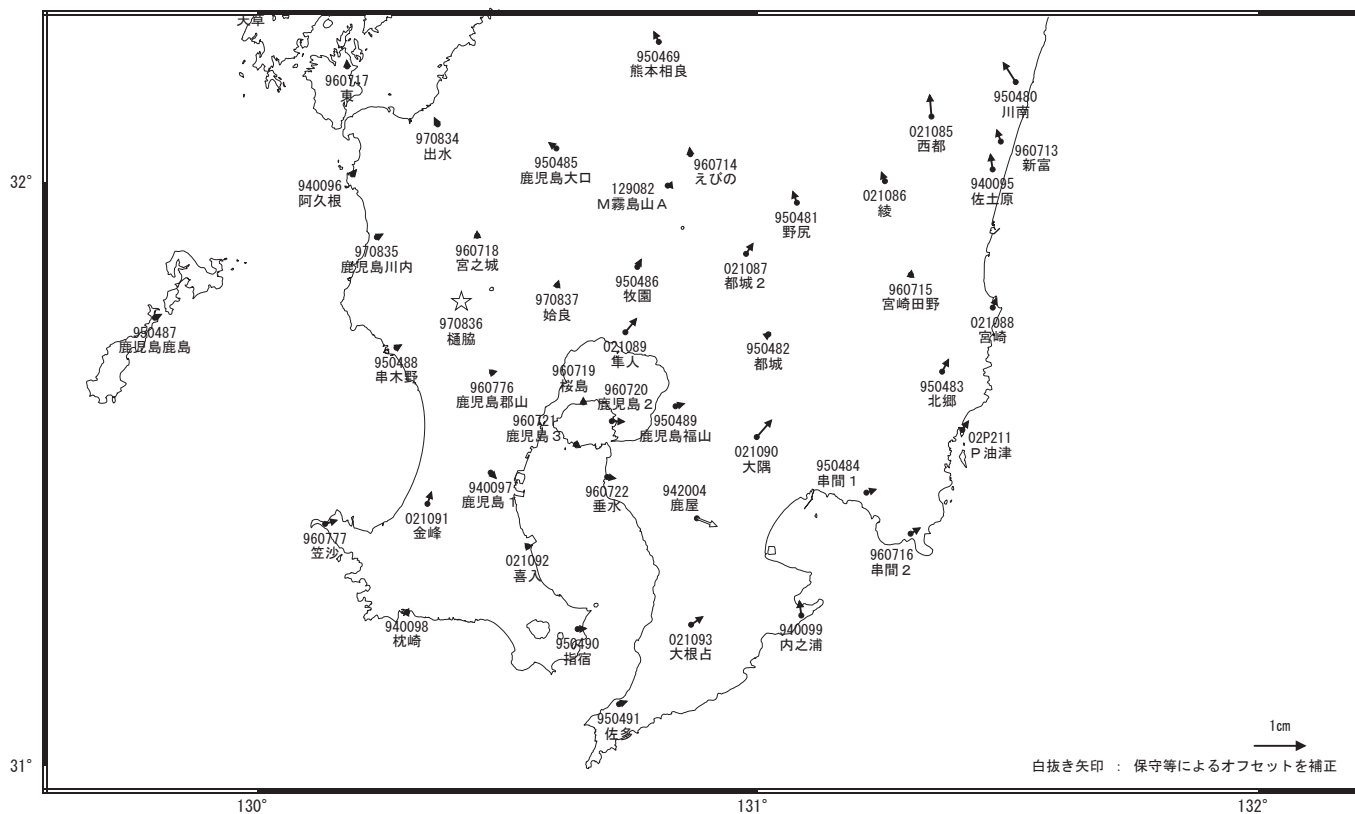 天草
950469
熊本相良
960717
東
950480
川南
021085
西都
970834
出水
960713
新富
950485
鹿児島大口
960714
えびの
32°
940096
阿久根
129082
M霧島山A
021086
綾
940095
佐土原
950481
野尻
970835
鹿児島川内
960718
宮之城
021087
都城2
950486
牧園
960715
宮崎田野
970837
姶良
970836
樋脇
950487
鹿児島鹿島
021088
宮崎
021089
隼人
950482
都城
950488
串木野
960719
桜島
950483
北郷
960776
鹿児島郡山
960720
鹿児島2
950489
鹿児島福山
960721
鹿児島3
02P211
P油津
021090
大隅
950484
串間1
940097
鹿児島1
960722
垂水
942004
鹿屋
021091
金峰
960777
笠沙
960716
串間2
021092
喜入
940098
枕崎
950490
指宿
021093
大根占
940099
内之浦
950491
佐多
1cm
31°
白抜き矢印 : 保守等によるオフセットを補正
130°
131°
132°